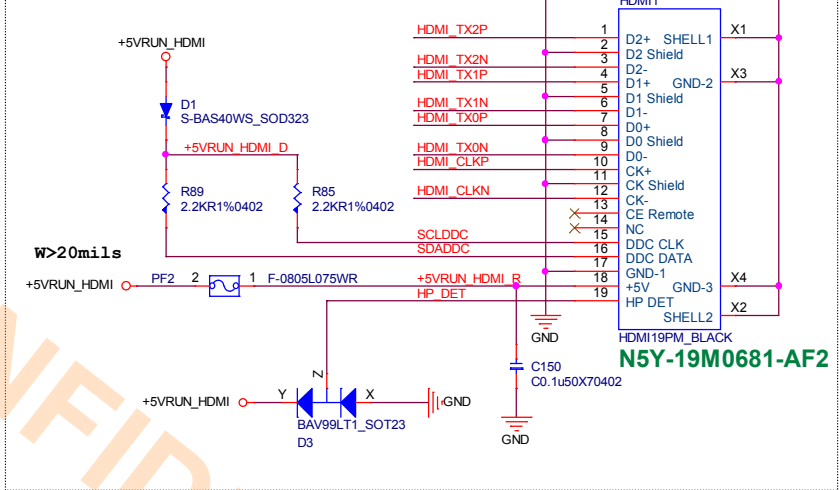 HDMI1
HDMI_TX2P 1 D2+ SHELL1 X1
2 D2 Shield
HDMI_TX2N 3 D2-
HDMI_TX1P 4 D1+ GND-2 X3
5 D1 Shield
HDMI_TX1N 6 D1-
HDMI_TX0P 7 D0+
8 D0 Shield
HDMI_TX0N 9 D0-
HDMI_CLKP 10 CK+
11 CK Shield
HDMI_CLKN 12 CK-
13 CE Remote
14 NC
SCLDDC 15 DDC CLK
SDADDC 16 DDC DATA
17 GND-1
+5VRUN_HDMI_R 18 +5V GND-3 X4
HP_DET 19 HP DET
SHELL2 X2
HDMI19PM_BLACK
N5Y-19M0681-AF2
+5VRUN_HDMI
D1
S-BAS40WS_SOD323
+5VRUN_HDMI_D
R89
2.2KR1%0402
R85
2.2KR1%0402
W>20mils
+5VRUN_HDMI PF2 2 1 F-0805L075WR
GND
C150
C0.1u50X70402
GND
Z
+5VRUN_HDMI Y X GND
BAV99LT1_SOT23
D3
NFID